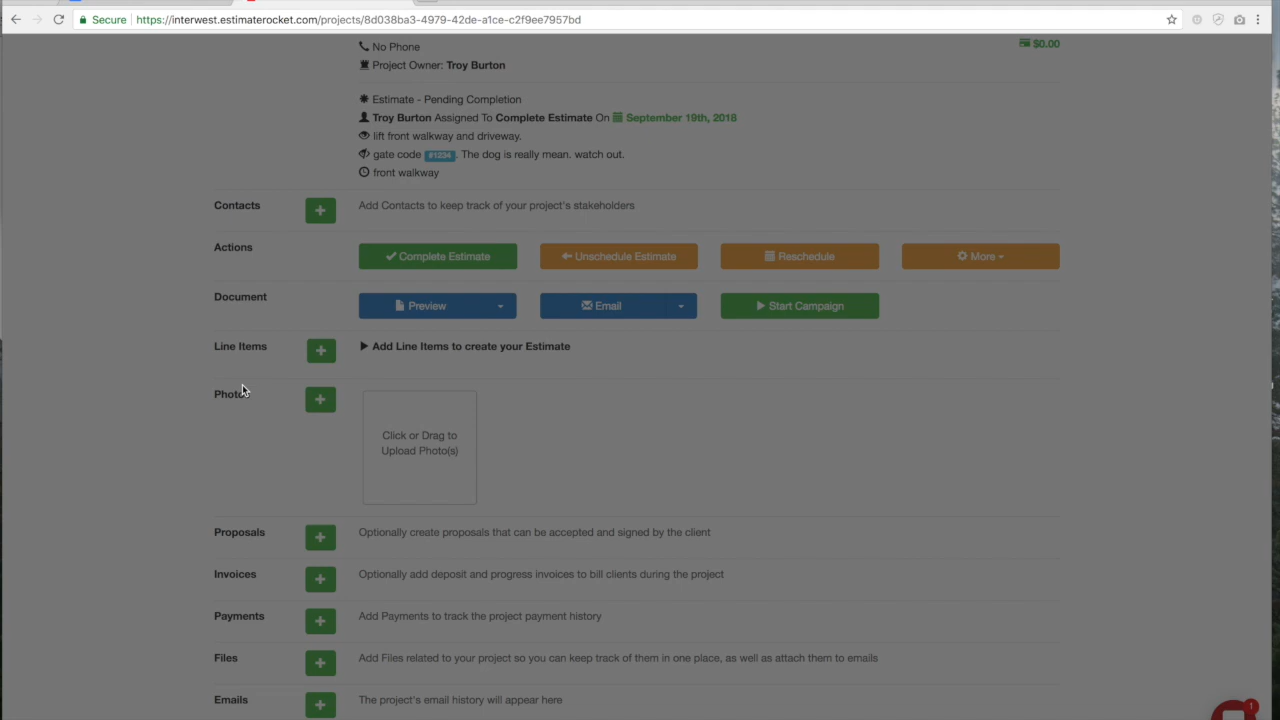 Secure https://interwest.estimaterocket.com/projects/8d038ba3-4979-42de-a1ce-c2f9ee7957bd
No Phone
$0.00
Project Owner: Troy Burton
Estimate - Pending Completion
Troy Burton Assigned To Complete Estimate On September 19th, 2018
lift front walkway and driveway.
gate code #1234. The dog is really mean. watch out.
front walkway
Contacts Add Contacts to keep track of your project's stakeholders
Actions Complete Estimate Unschedule Estimate Reschedule More
Document Preview Email Start Campaign
Line Items Add Line Items to create your Estimate
Photo
Click or Drag to
Upload Photo(s)
Proposals Optionally create proposals that can be accepted and signed by the client
Invoices Optionally add deposit and progress invoices to bill clients during the project
Payments Add Payments to track the project payment history
Files Add Files related to your project so you can keep track of them in one place, as well as attach them to emails
Emails The project's email history will appear here
1